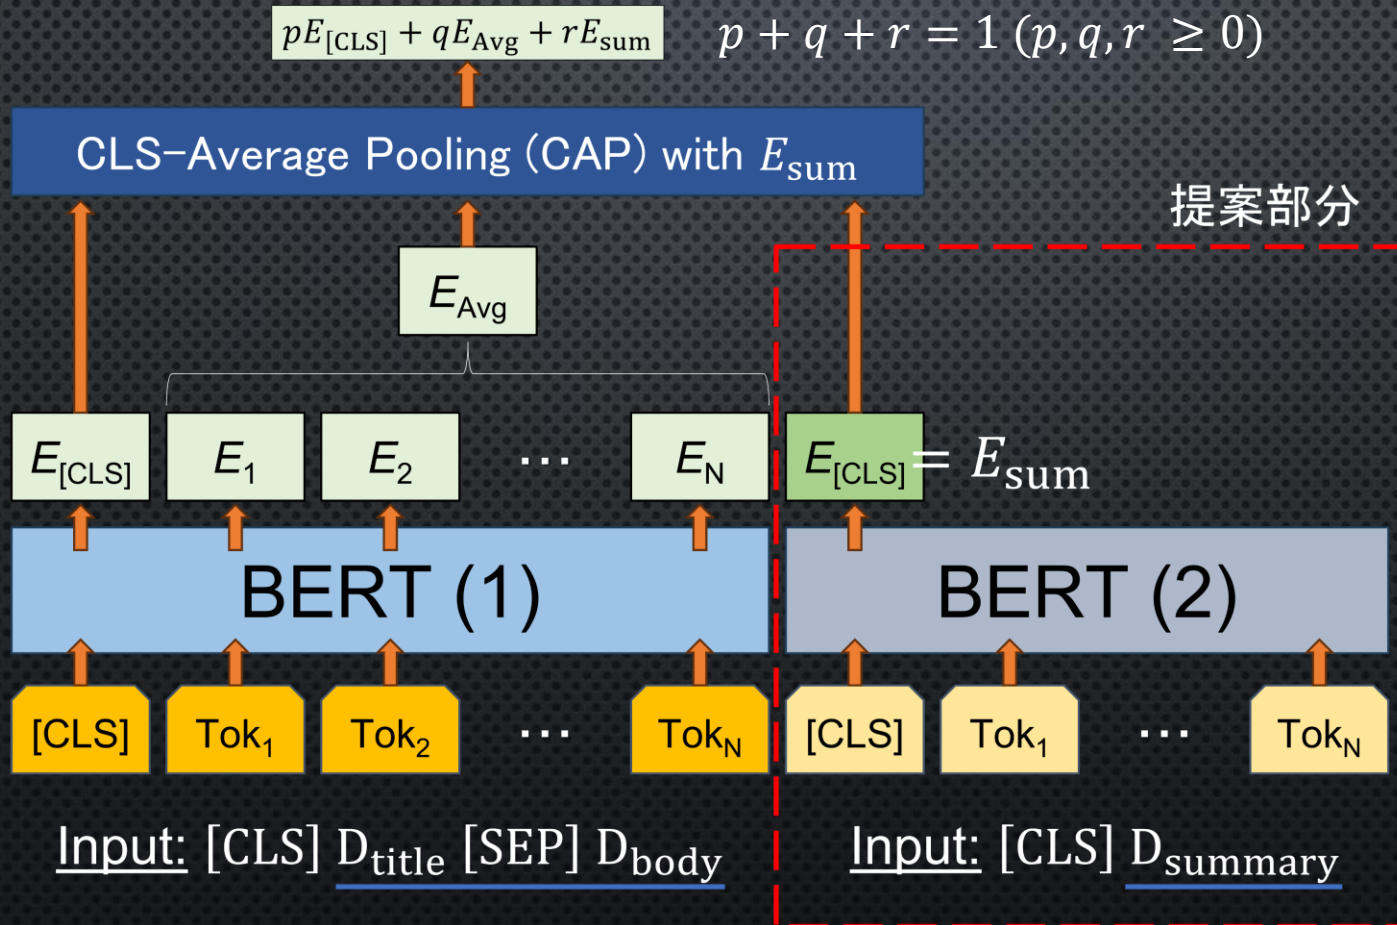 pE[CLS] + qEAvg + rEsum
p + q + r = 1 (p, q, r ≥ 0)
CLS-Average Pooling (CAP) with Esum
提案部分
EAvg
E[CLS] E1 E2 ⋯ EN E[CLS] = Esum
BERT (1) BERT (2)
[CLS] Tok1 Tok2 ⋯ TokN [CLS] Tok1 ⋯ TokN
Input: [CLS] Dtitle [SEP] Dbody
Input: [CLS] Dsummary